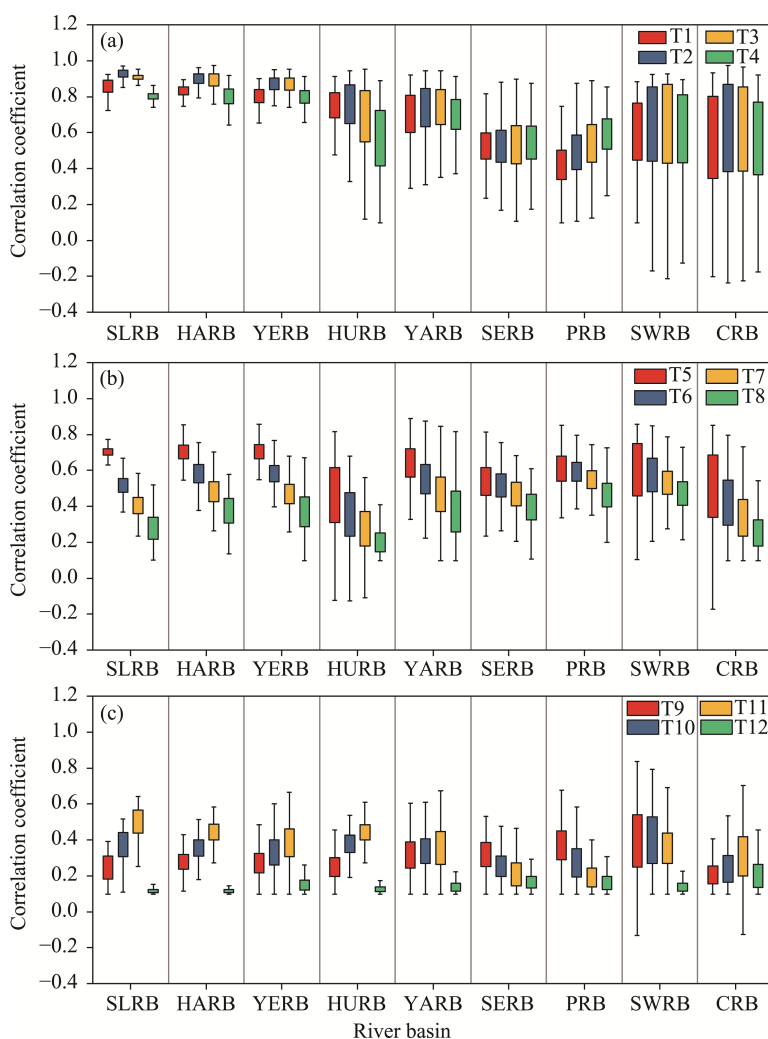 (a)
T1 T3
T2 T4
Correlation coefficient
1.2
1.0
0.8
0.6
0.4
0.2
0.0
−0.2
−0.4
SLRB HARB YERB HURB YARB SERB PRB SWRB CRB
(b)
T5 T7
T6 T8
Correlation coefficient
1.2
1.0
0.8
0.6
0.4
0.2
0.0
−0.2
−0.4
SLRB HARB YERB HURB YARB SERB PRB SWRB CRB
(c)
T9 T11
T10 T12
Correlation coefficient
1.2
1.0
0.8
0.6
0.4
0.2
0.0
−0.2
−0.4
SLRB HARB YERB HURB YARB SERB PRB SWRB CRB
River basin